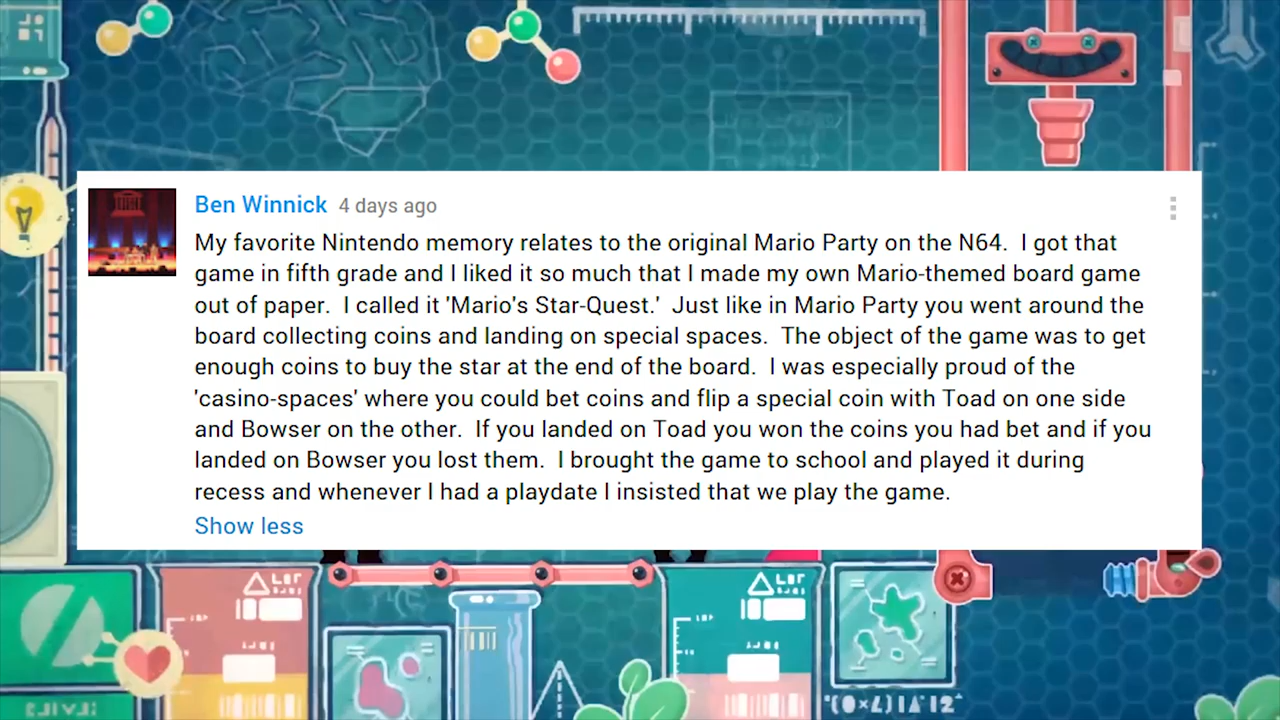 Ben Winnick 4 days ago
My favorite Nintendo memory relates to the original Mario Party on the N64. I got that
game in fifth grade and I liked it so much that I made my own Mario-themed board game
out of paper. I called it 'Mario's Star-Quest.' Just like in Mario Party you went around the
board collecting coins and landing on special spaces. The object of the game was to get
enough coins to buy the star at the end of the board. I was especially proud of the
'casino-spaces' where you could bet coins and flip a special coin with Toad on one side
and Bowser on the other. If you landed on Toad you won the coins you had bet and if you
landed on Bowser you lost them. I brought the game to school and played it during
recess and whenever I had a playdate I insisted that we play the game.
Show less